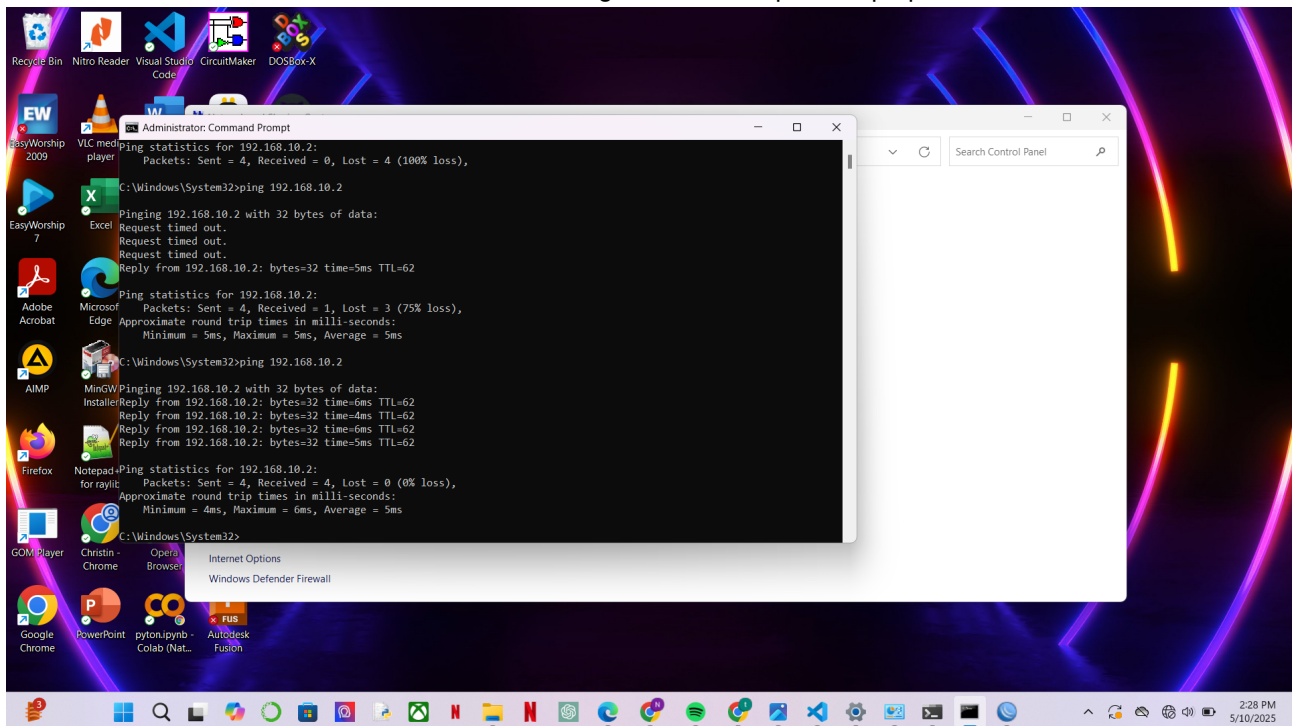 Recycle Bin
Nitro Reader
Visual Studio
Code
CircuitMaker
DOSBox-X
EW
EasyWorship
2009
VLC medi
player
W
EasyWorship
7
Excel
Adobe
Acrobat
Microsof
Edge
AIMP
MinGW
Installer
Firefox
Notepad+
for raylib
GOM Player
Christin -
Chrome
Opera
Browser
Google
Chrome
PowerPoint
pyton.ipynb -
Colab (Nat...
FUS
Autodesk
Fusion
Administrator: Command Prompt
Ping statistics for 192.168.10.2:
Packets: Sent = 4, Received = 0, Lost = 4 (100% loss),
C:\Windows\System32>ping 192.168.10.2
Pinging 192.168.10.2 with 32 bytes of data:
Request timed out.
Request timed out.
Request timed out.
Reply from 192.168.10.2: bytes=32 time=5ms TTL=62
Ping statistics for 192.168.10.2:
Packets: Sent = 4, Received = 1, Lost = 3 (75% loss),
Approximate round trip times in milli-seconds:
Minimum = 5ms, Maximum = 5ms, Average = 5ms
C:\Windows\System32>ping 192.168.10.2
Pinging 192.168.10.2 with 32 bytes of data:
Reply from 192.168.10.2: bytes=32 time=6ms TTL=62
Reply from 192.168.10.2: bytes=32 time=4ms TTL=62
Reply from 192.168.10.2: bytes=32 time=6ms TTL=62
Reply from 192.168.10.2: bytes=32 time=5ms TTL=62
Ping statistics for 192.168.10.2:
Packets: Sent = 4, Received = 4, Lost = 0 (0% loss),
Approximate round trip times in milli-seconds:
Minimum = 4ms, Maximum = 6ms, Average = 5ms
C:\Windows\System32>
Search Control Panel
Internet Options
Windows Defender Firewall
2:28 PM
5/10/2025